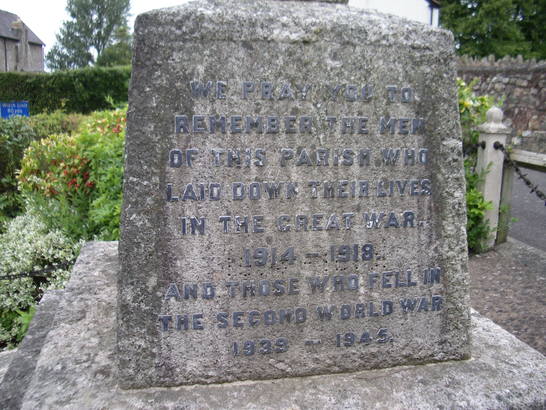 WE PRAY YOU TO
REMEMBER THE MEN
OF THIS PARISH WHO
LAID DOWN THEIR LIVES
IN THE GREAT WAR.
1914 - 1918.
AND THOSE WHO FELL IN
THE SECOND WORLD WAR
1939 - 1945.